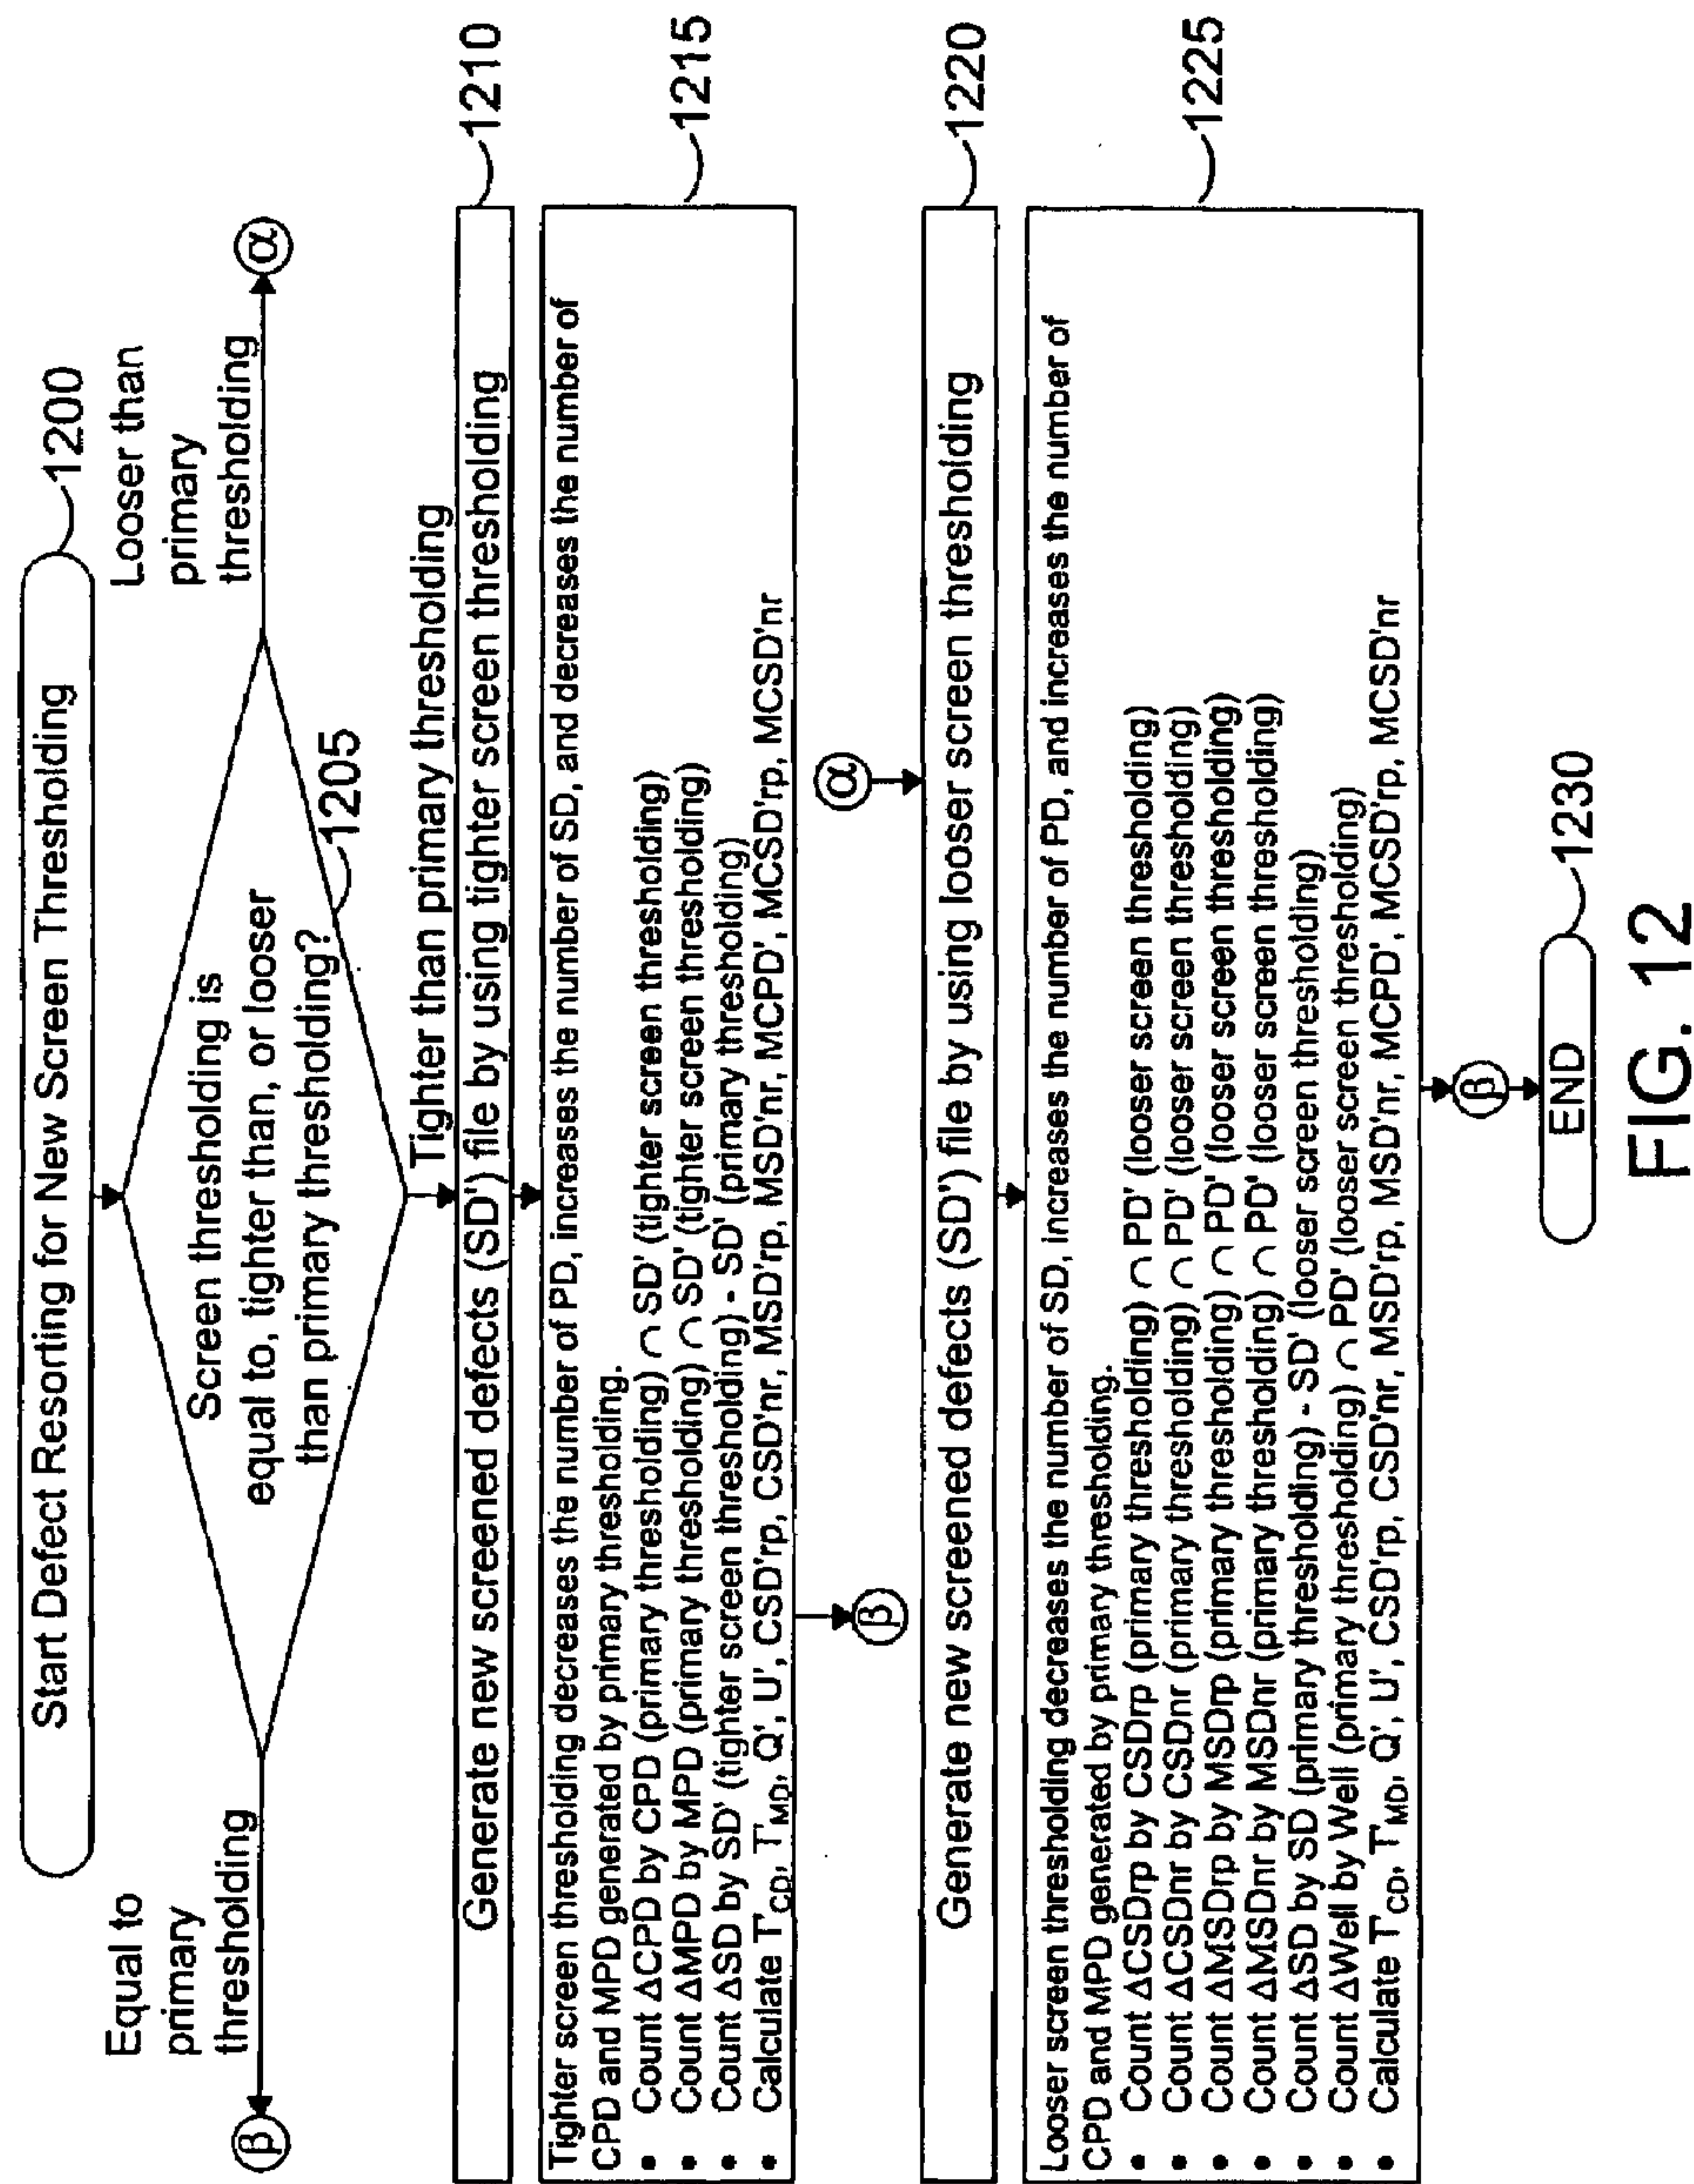 Start Defect Resorting for New Screen Thresholding
1200
Equal to
primary
thresholding
β
Screen thresholding is
equal to, tighter than, or looser
than primary thresholding?
1205
Looser than
primary
thresholding
α
Tighter than primary thresholding
Generate new screened defects (SD') file by using tighter screen thresholding
1210
Tighter screen thresholding decreases the number of PD, increases the number of SD, and decreases the number of
CPD and MPD generated by primary thresholding.
• Count ΔCPD by CPD (primary thresholding) ∩ SD' (tighter screen thresholding)
• Count ΔMPD by MPD (primary thresholding) ∩ SD' (tighter screen thresholding)
• Count ΔSD by SD' (tighter screen thresholding) - SD' (primary thresholding)
• Calculate T'CD, T'MD, Q', U', CSD'rp, CSD'nr, MSD'rp, MSD'nr, MCPD', MCSD'rp, MCSD'nr
1215
β
α
Generate new screened defects (SD') file by using looser screen thresholding
1220
Looser screen thresholding decreases the number of SD, increases the number of PD, and increases the number of
CPD and MPD generated by primary thresholding.
• Count ΔCSDrp by CSDrp (primary thresholding) ∩ PD' (looser screen thresholding)
• Count ΔCSDnr by CSDnr (primary thresholding) ∩ PD' (looser screen thresholding)
• Count ΔMSDrp by MSDrp (primary thresholding) ∩ PD' (looser screen thresholding)
• Count ΔMSDnr by MSDnr (primary thresholding) ∩ PD' (looser screen thresholding)
• Count ΔSD by SD (primary thresholding) - SD' (looser screen thresholding)
• Count ΔWell by Well (primary thresholding) ∩ PD' (looser screen thresholding)
• Calculate T'CD, T'MD, Q', U', CSD'rp, CSD'nr, MSD'rp, MSD'nr, MCPD', MCSD'rp, MCSD'nr
1225
β
END
1230
FIG. 12